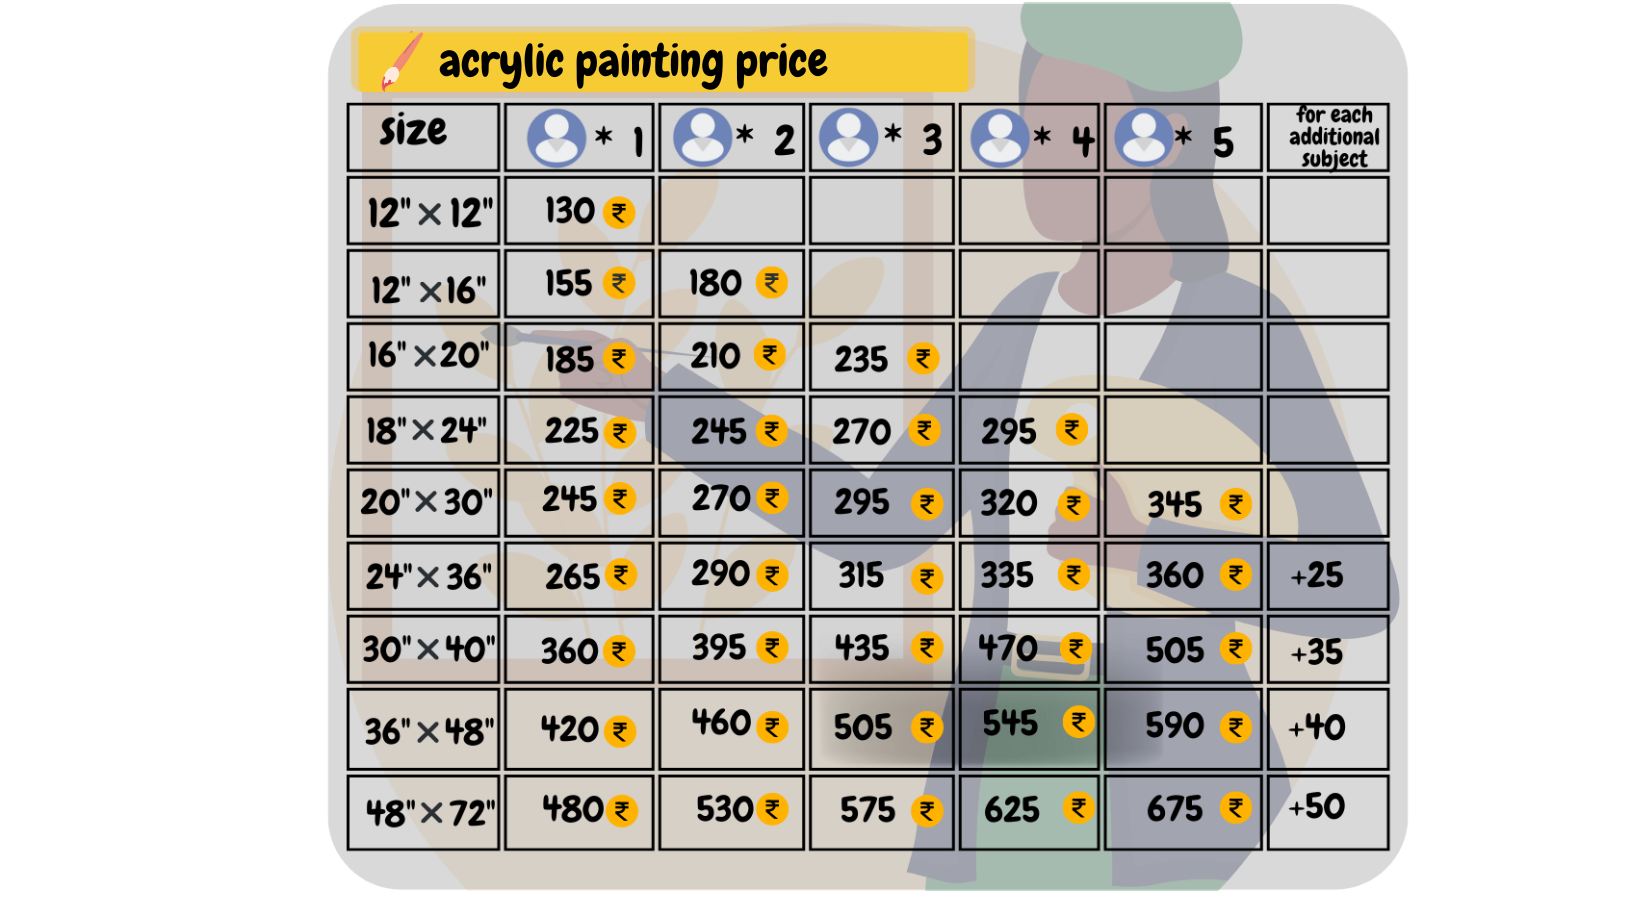 acrylic painting price
size * 1 * 2 * 3 * 4 * 5 for each
additional
subject
12" × 12" 130 ₹
12" ×16" 155 ₹ 180 ₹
16" ×20" 185 ₹ 210 ₹ 235 ₹
18" × 24" 225 ₹ 245 ₹ 270 ₹ 295 ₹
20" × 30" 245 ₹ 270 ₹ 295 ₹ 320 ₹ 345 ₹
24" × 36" 265 ₹ 290 ₹ 315 ₹ 335 ₹ 360 ₹ +25
30" × 40" 360 ₹ 395 ₹ 435 ₹ 470 ₹ 505 ₹ +35
36" × 48" 420 ₹ 460 ₹ 505 ₹ 545 ₹ 590 ₹ +40
48" × 72" 480 ₹ 530 ₹ 575 ₹ 625 ₹ 675 ₹ +50